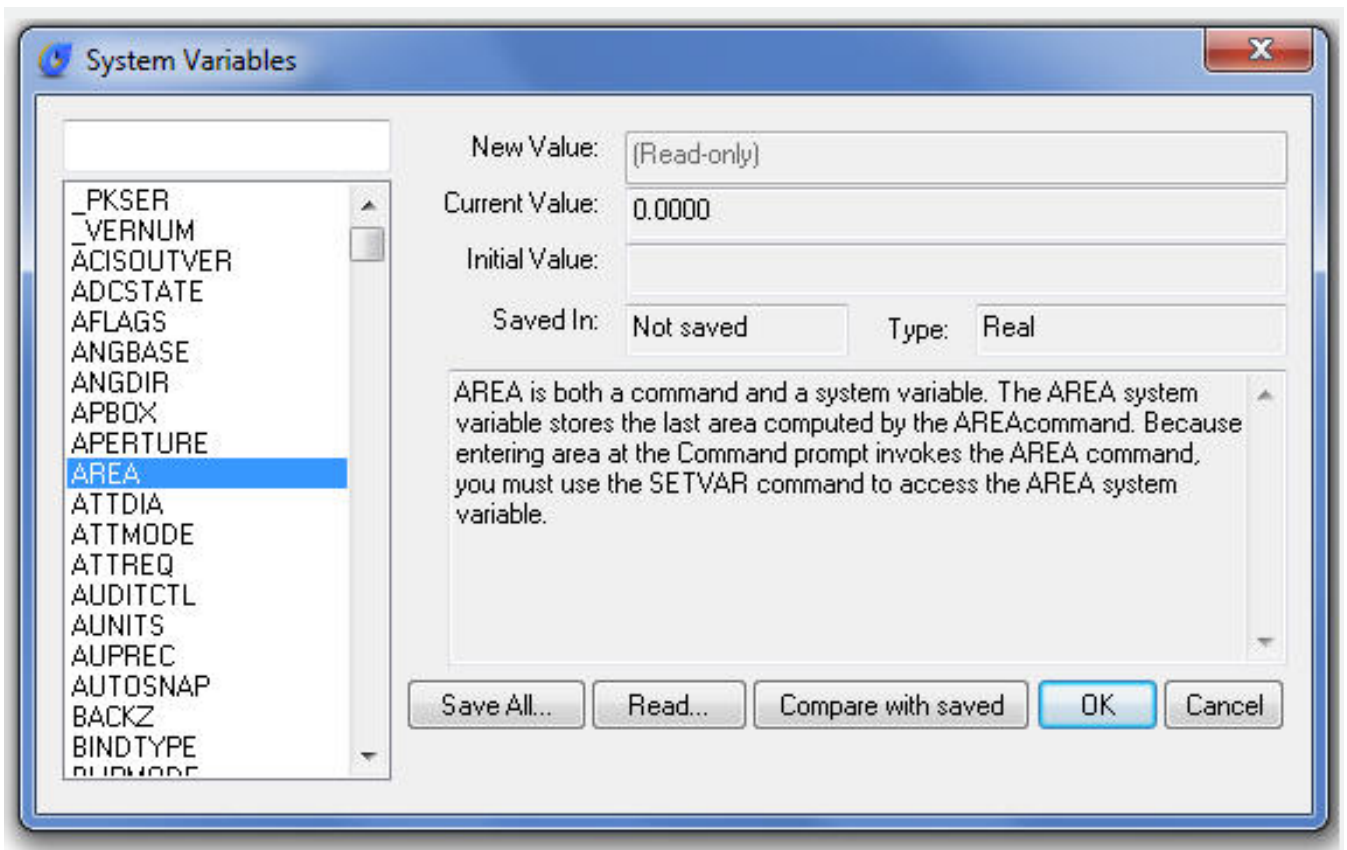 System Variables
New Value:
(Read-only)
_PKSER
_VERNUM
ACISOUTVER
ADCSTATE
AFLAGS
ANGBASE
ANGDIR
APBOX
APERTURE
AREA
ATTDIA
ATTMODE
ATTREQ
AUDITCTL
AUNITS
AUPREC
AUTOSNAP
BACKZ
BINDTYPE
Current Value:
0.0000
Initial Value:
Saved In:
Not saved
Type:
Real
AREA is both a command and a system variable. The AREA system
variable stores the last area computed by the AREAcommand. Because
entering area at the Command prompt invokes the AREA command,
you must use the SETVAR command to access the AREA system
variable.
Save All...
Read...
Compare with saved
OK
Cancel